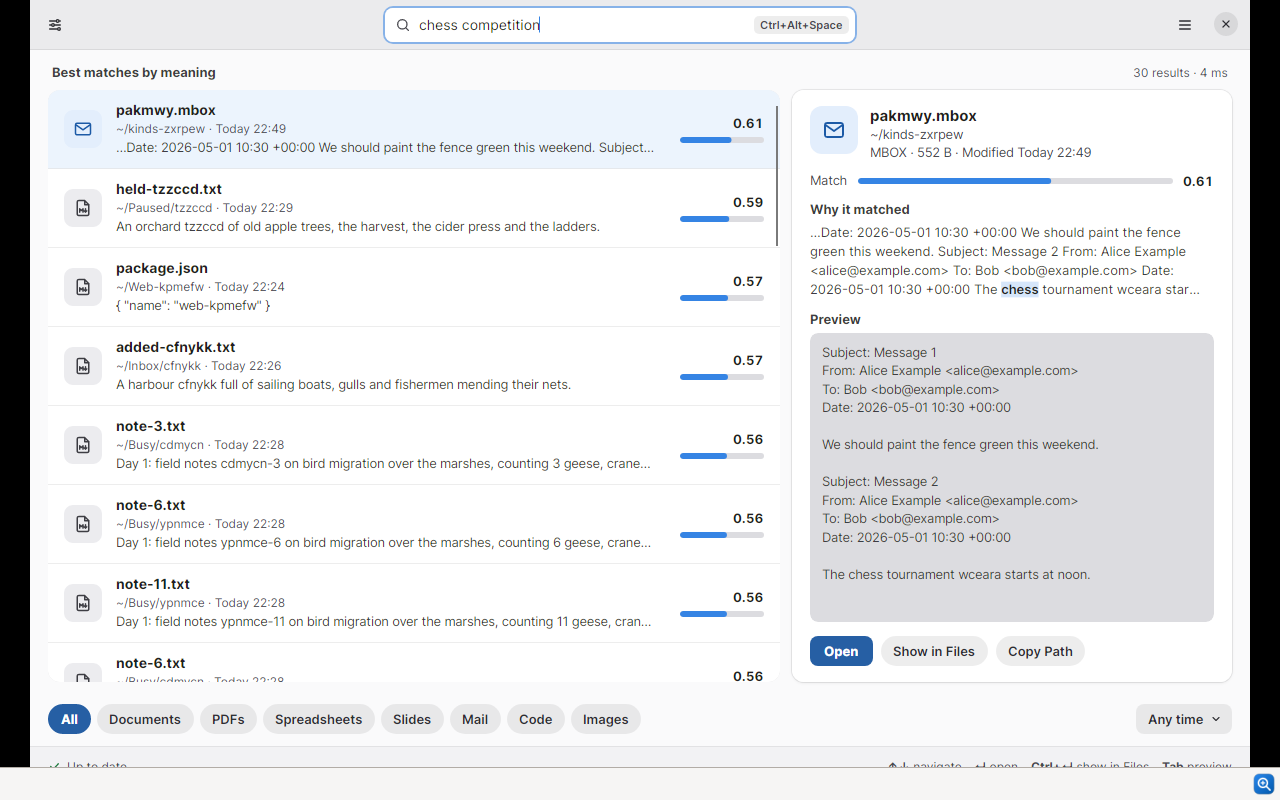 chess competition
Ctrl+Alt+Space
Best matches by meaning
30 results · 4 ms
pakmwy.mbox
~/kinds-zxrpew · Today 22:49
...Date: 2026-05-01 10:30 +00:00 We should paint the fence green this weekend. Subject...
0.61
held-tzzccd.txt
~/Paused/tzzccd · Today 22:29
An orchard tzzccd of old apple trees, the harvest, the cider press and the ladders.
0.59
package.json
~/Web-kpmefw · Today 22:24
{ "name": "web-kpmefw" }
0.57
added-cfnykk.txt
~/Inbox/cfnykk · Today 22:26
A harbour cfnykk full of sailing boats, gulls and fishermen mending their nets.
0.57
note-3.txt
~/Busy/cdmycn · Today 22:28
Day 1: field notes cdmycn-3 on bird migration over the marshes, counting 3 geese, crane...
0.56
note-6.txt
~/Busy/ypnmce · Today 22:28
Day 1: field notes ypnmce-6 on bird migration over the marshes, counting 6 geese, crane...
0.56
note-11.txt
~/Busy/ypnmce · Today 22:28
Day 1: field notes ypnmce-11 on bird migration over the marshes, counting 11 geese, cran...
0.56
note-6.txt
~/Busy/cdmycn · Today 22:28
0.56
pakmwy.mbox
~/kinds-zxrpew
MBOX · 552 B · Modified Today 22:49
Match
0.61
Why it matched
...Date: 2026-05-01 10:30 +00:00 We should paint the fence
green this weekend. Subject: Message 2 From: Alice Example
<alice@example.com> To: Bob <bob@example.com> Date:
2026-05-01 10:30 +00:00 The chess tournament wceara star...
Preview
Subject: Message 1
From: Alice Example <alice@example.com>
To: Bob <bob@example.com>
Date: 2026-05-01 10:30 +00:00
We should paint the fence green this weekend.
Subject: Message 2
From: Alice Example <alice@example.com>
To: Bob <bob@example.com>
Date: 2026-05-01 10:30 +00:00
The chess tournament wceara starts at noon.
Open
Show in Files
Copy Path
All
Documents
PDFs
Spreadsheets
Slides
Mail
Code
Images
Any time
Up to date
↑↓ navigate ↵ open Ctrl+↵ show in Files Tab preview